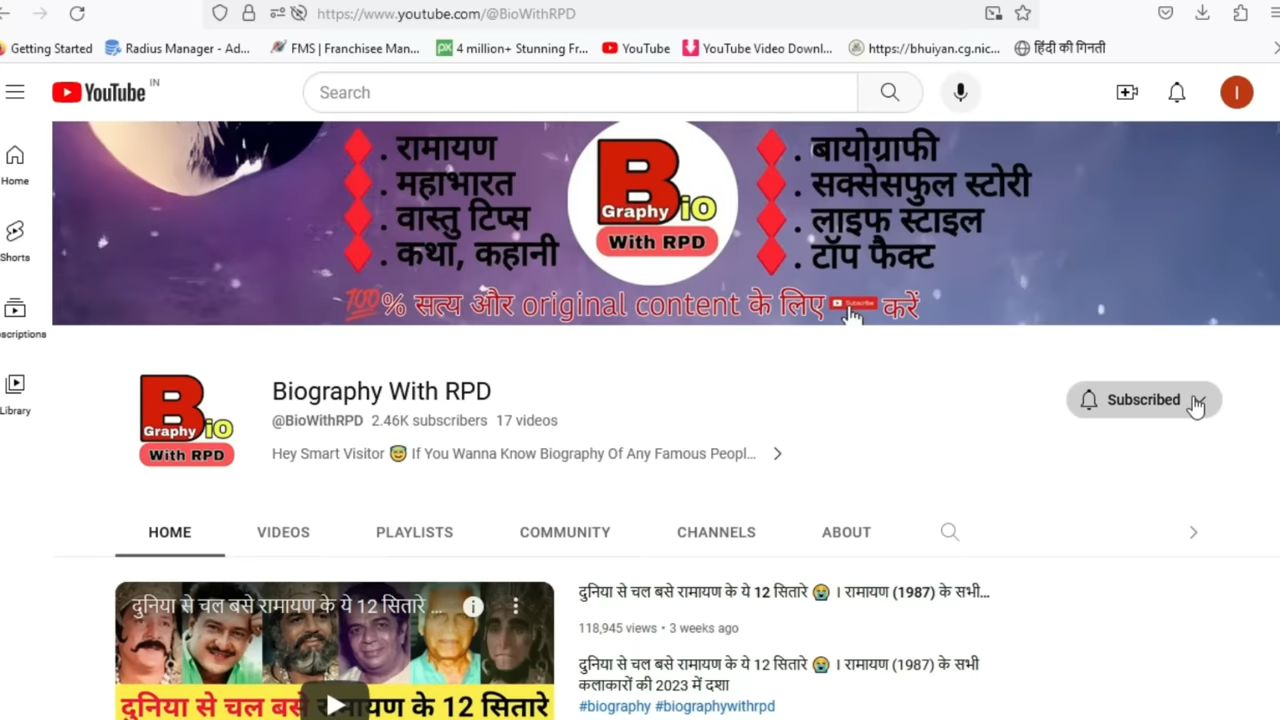 https://www.youtube.com/@BioWithRPD
Getting Started
Radius Manager - Ad...
FMS | Franchisee Man...
px
4 million+ Stunning Fr...
YouTube
YouTube Video Downl...
https://bhuiyan.cg.nic...
हिंदी की गिनती
YouTube
IN
Search
I
Home
Shorts
scriptions
Library
. रामायण
. महाभारत
. वास्तु टिप्स
. कथा, कहानी
B
Graphy
io
With RPD
. बायोग्राफी
. सक्सेसफुल स्टोरी
. लाइफ स्टाइल
. टॉप फैक्ट
100% सत्य और original content के लिए Subscribe करें
B
Graphy
io
With RPD
Biography With RPD
@BioWithRPD 2.46K subscribers 17 videos
Hey Smart Visitor 😇 If You Wanna Know Biography Of Any Famous Peopl...
Subscribed
HOME
VIDEOS
PLAYLISTS
COMMUNITY
CHANNELS
ABOUT
दुनिया से चल बसे रामायण के ये 12 सितारे ...
दुनिया से चल बसे रामायण के 12 सितारे
दुनिया से चल बसे रामायण के ये 12 सितारे 😭 । रामायण (1987) के सभी...
118,945 views • 3 weeks ago
दुनिया से चल बसे रामायण के ये 12 सितारे 😭 । रामायण (1987) के सभी
कलाकारों की 2023 में दशा
#biography #biographywithrpd